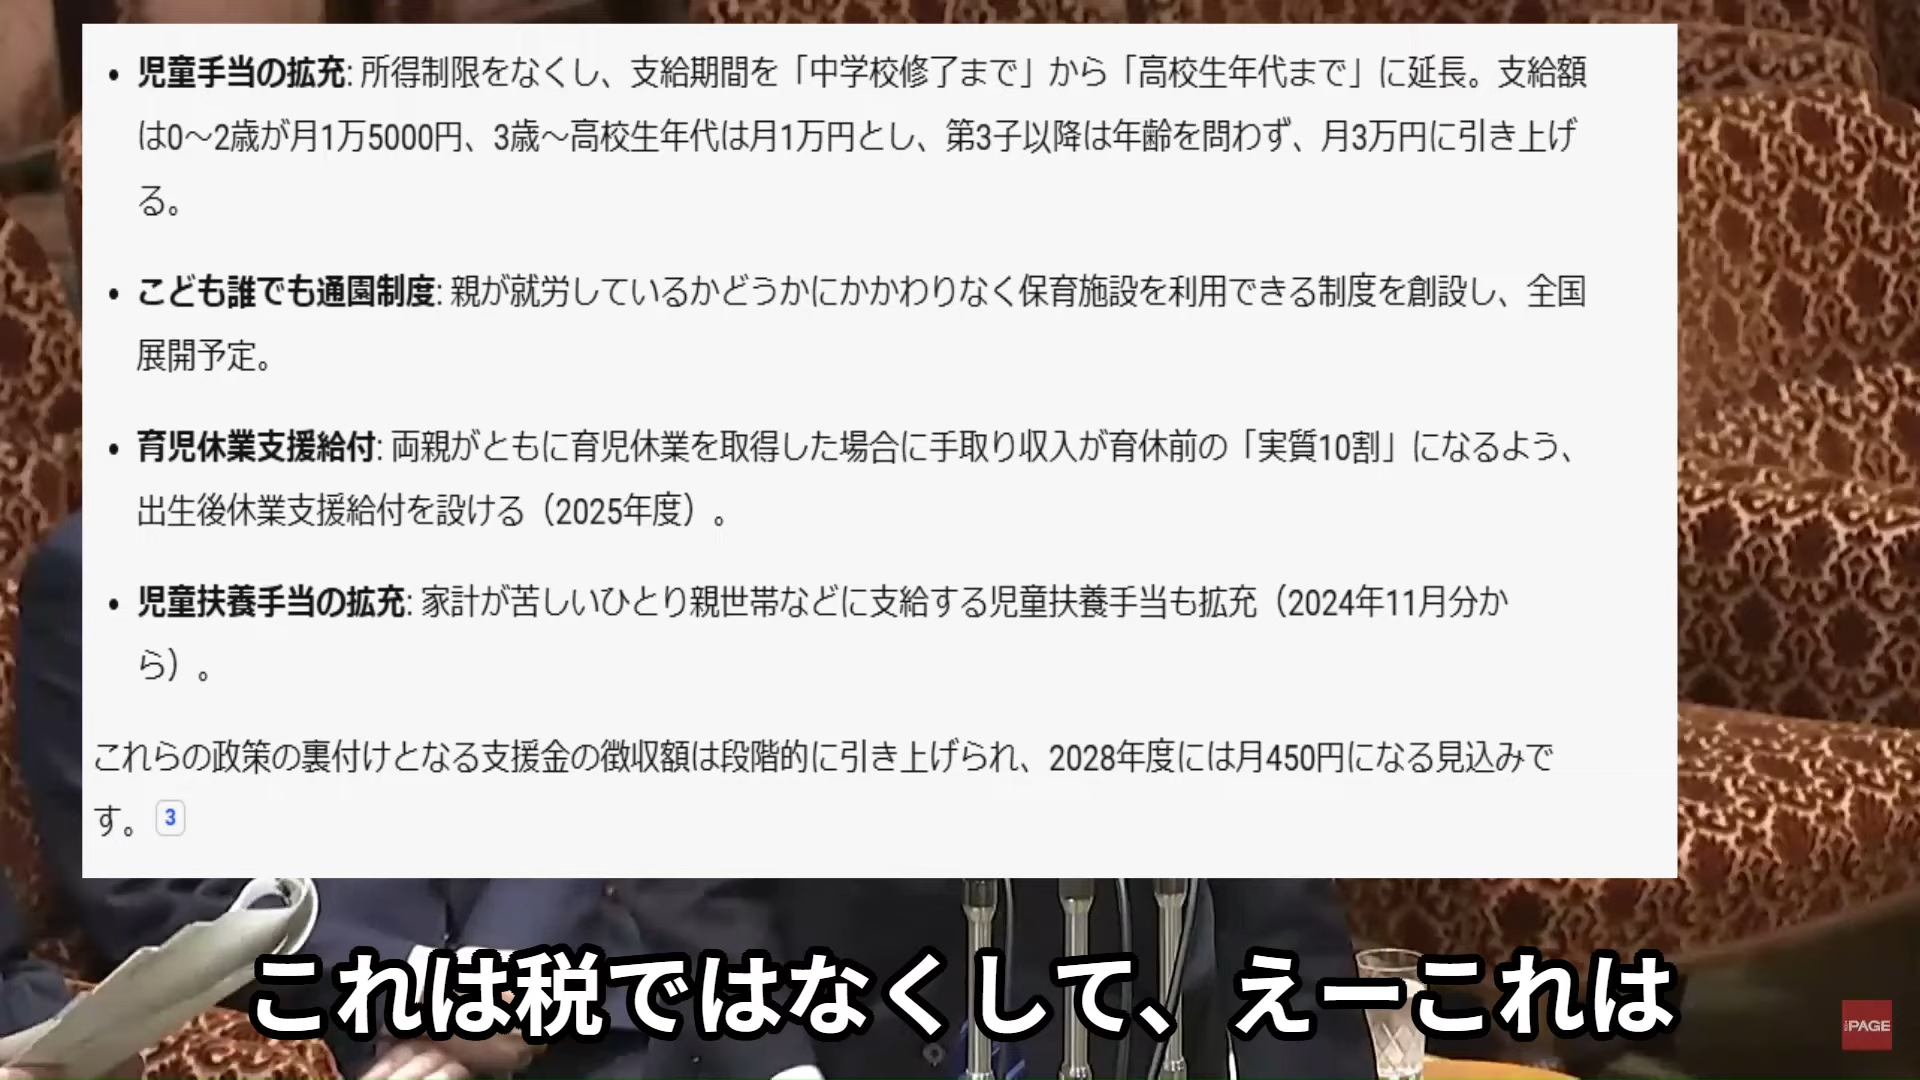 • 児童手当の拡充: 所得制限をなくし、支給期間を「中学校修了まで」から「高校生年代まで」に延長。支給額
は0～2歳が月1万5000円、3歳～高校生年代は月1万円とし、第3子以降は年齢を問わず、月3万円に引き上げ
る。
• こども誰でも通園制度: 親が就労しているかどうかにかかわりなく保育施設を利用できる制度を創設し、全国
展開予定。
• 育児休業支援給付: 両親がともに育児休業を取得した場合に手取り収入が育休前の「実質10割」になるよう、
出生後休業支援給付を設ける（2025年度）。
• 児童扶養手当の拡充: 家計が苦しいひとり親世帯などに支給する児童扶養手当も拡充（2024年11月分か
ら）。
これらの政策の裏付けとなる支援金の徴収額は段階的に引き上げられ、2028年度には月450円になる見込みで
す。 3
これは税ではなくして、えーこれは
THE PAGE